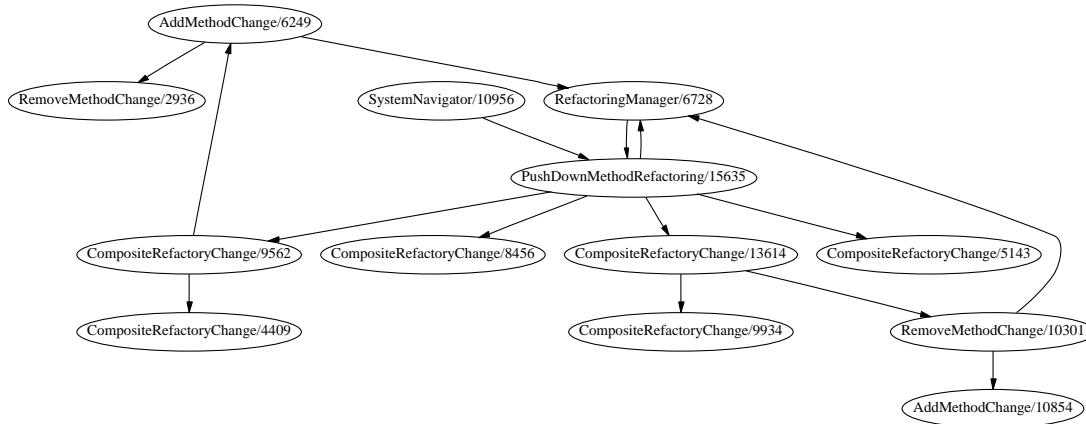 AddMethodChange/6249
RemoveMethodChange/2936
SystemNavigator/10956
RefactoringManager/6728
PushDownMethodRefactoring/15635
CompositeRefactoryChange/9562
CompositeRefactoryChange/8456
CompositeRefactoryChange/13614
CompositeRefactoryChange/5143
CompositeRefactoryChange/4409
CompositeRefactoryChange/9934
RemoveMethodChange/10301
AddMethodChange/10854